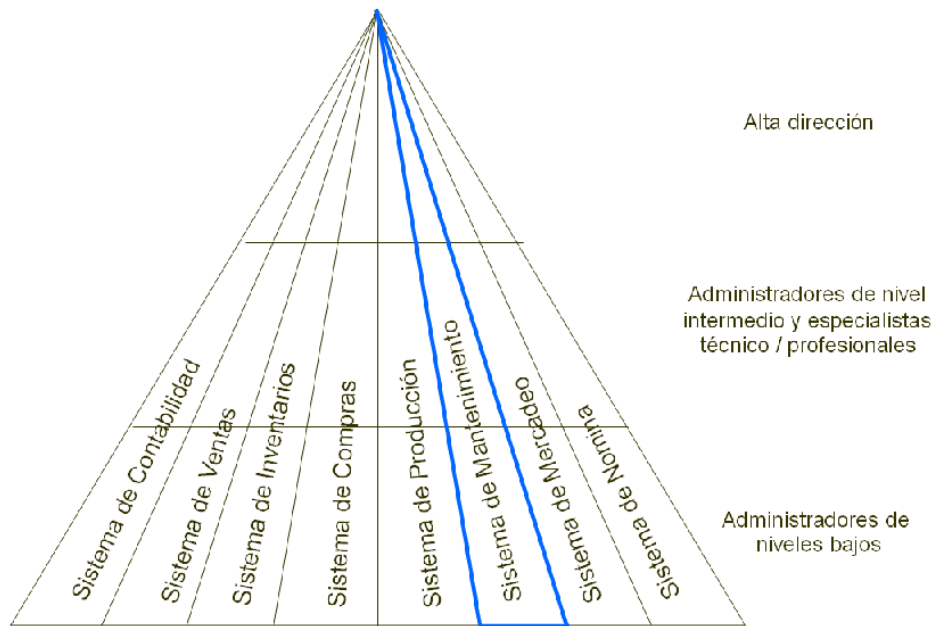 Alta dirección
Administradores de nivel
intermedio y especialistas
técnico / profesionales
Sistema de Contabilidad
Sistema de Ventas
Sistema de Inventarios
Sistema de Compras
Sistema de Producción
Sistema de Mantenimiento
Sistema de Mercadeo
Sistema de Nomina
Administradores de
niveles bajos